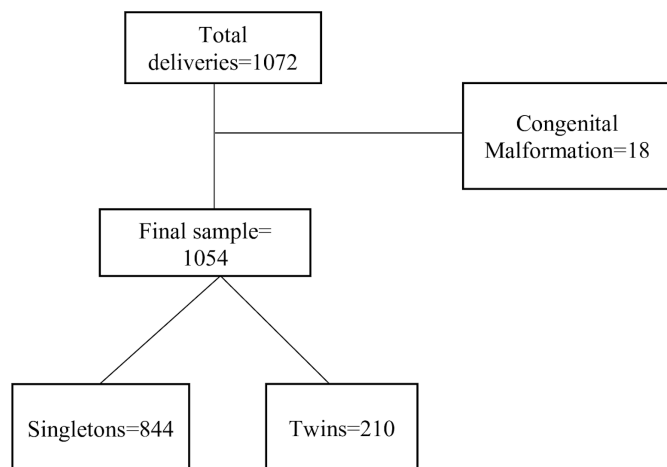 Total
deliveries=1072
Congenital
Malformation=18
Final sample=
1054
Singletons=844
Twins=210